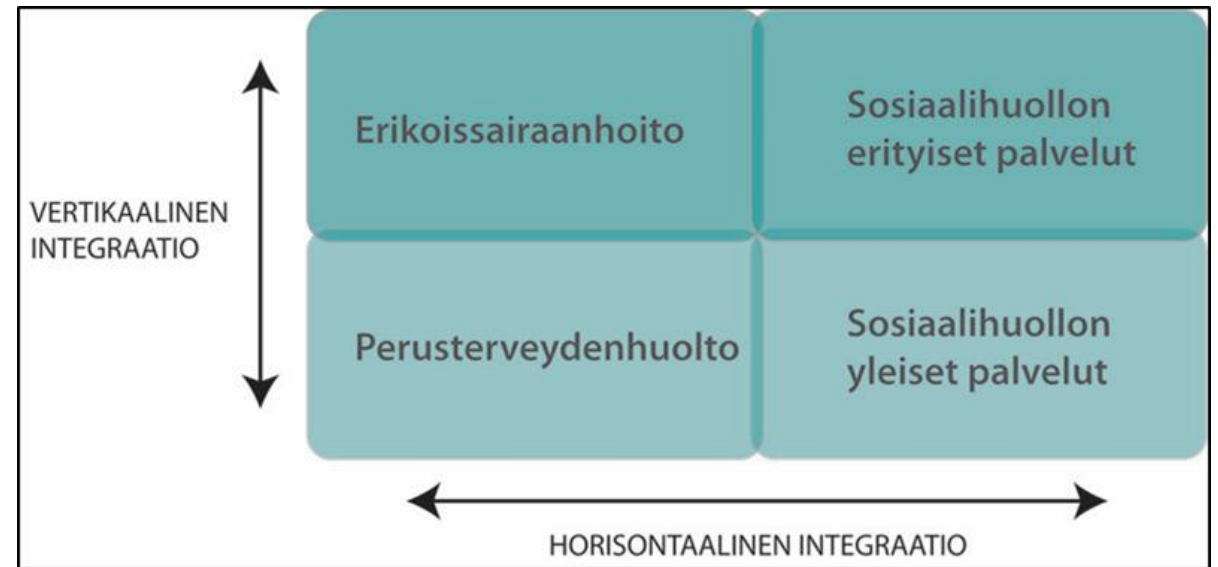 VERTIKAALINEN
INTEGRAATIO
Erikoissairaanhoito
Sosiaalihuollon
erityiset palvelut
Perusterveydenhuolto
Sosiaalihuollon
yleiset palvelut
HORISONTAALINEN INTEGRAATIO